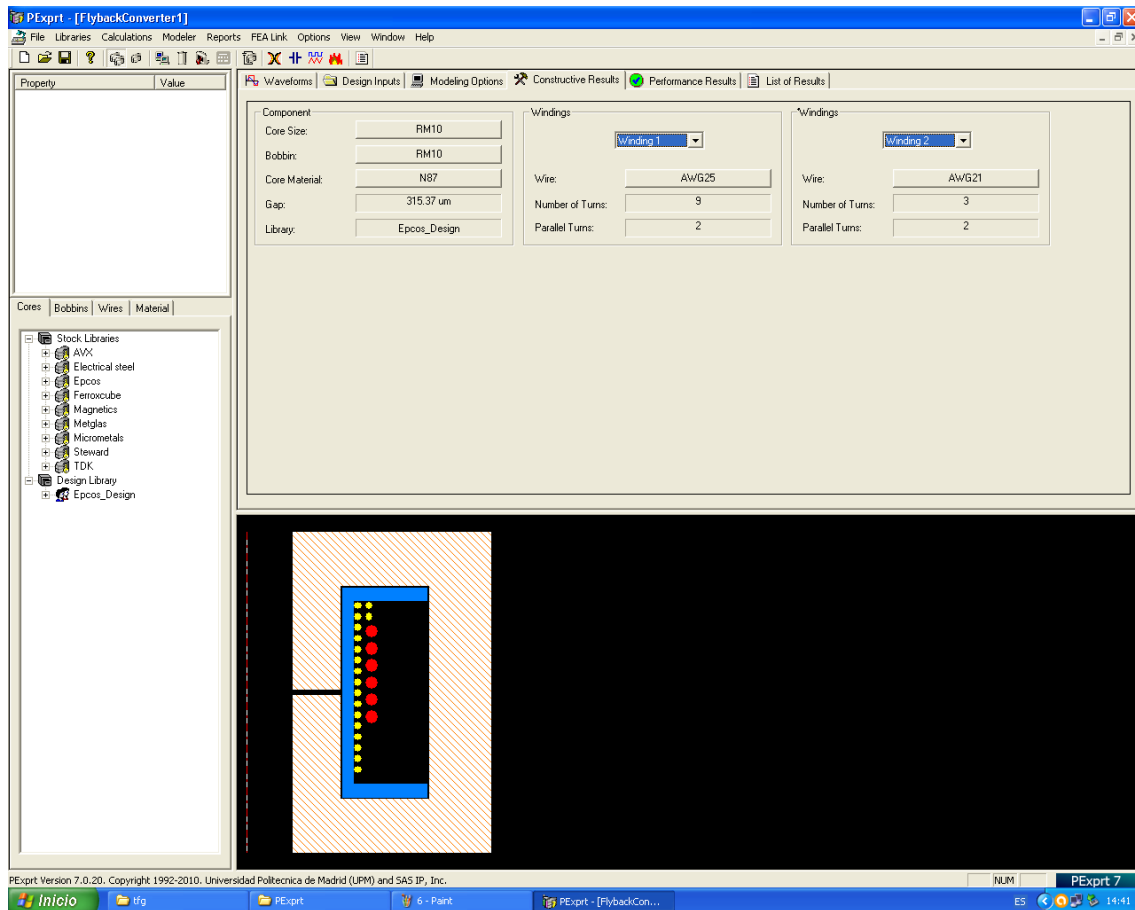 PExprt - [FlybackConverter1]
File Libraries Calculations Modeler Reports FEA Link Options View Window Help
Property Value
Waveforms Design Inputs Modeling Options Constructive Results Performance Results List of Results
Component
Core Size: RM10
Bobbin: RM10
Core Material: N87
Gap: 315.37 um
Library: Epcos_Design
Windings
Winding 1
Wire: AWG25
Number of Turns: 9
Parallel Turns: 2
*Windings
Winding 2
Wire: AWG21
Number of Turns: 3
Parallel Turns: 2
Cores Bobbins Wires Material
Stock Libraries
AVX
Electrical steel
Epcos
Ferroxcube
Magnetics
Metglas
Micrometals
Steward
TDK
Design Library
Epcos_Design
PExprt Version 7.0.20. Copyright 1992-2010. Universidad Politecnica de Madrid (UPM) and SAS IP, Inc.
NUM
PExprt 7
Inicio tfg PExprt 6 - Paint PExprt - [FlybackCon... ES 14:41